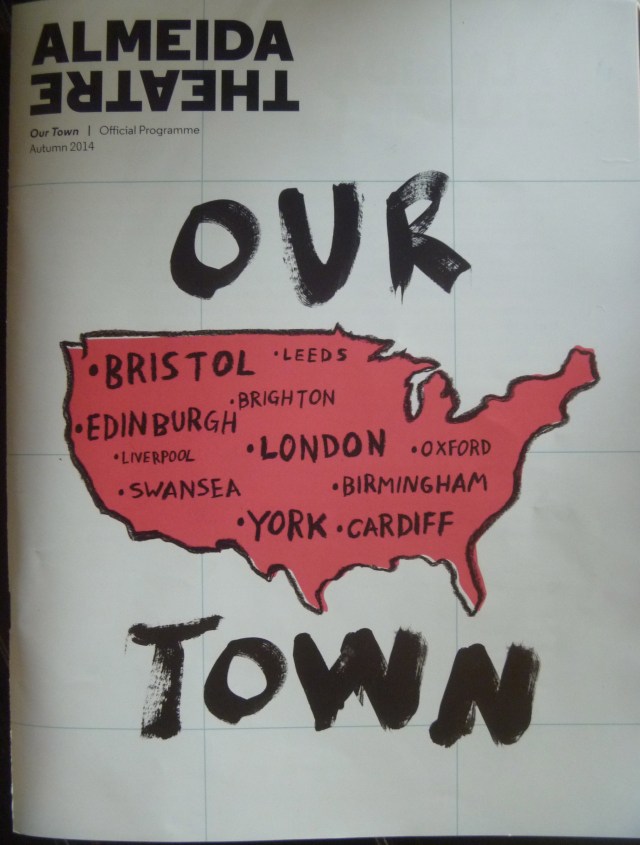 ALMEIDA
THEATRE
Our Town | Official Programme
Autumn 2014
OUR
•BRISTOL •LEEDS
•BRIGHTON
•EDINBURGH
•LONDON •OXFORD
•LIVERPOOL
•SWANSEA •BIRMINGHAM
•YORK •CARDIFF
TOWN